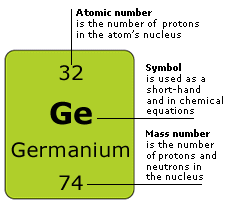 Atomic number
is the number of protons
in the atom's nucleus
32
Symbol
is used as a
short-hand
and in chemical
equations
Ge
Germanium
Mass number
is the number
of protons and
neutrons in
the nucleus
74